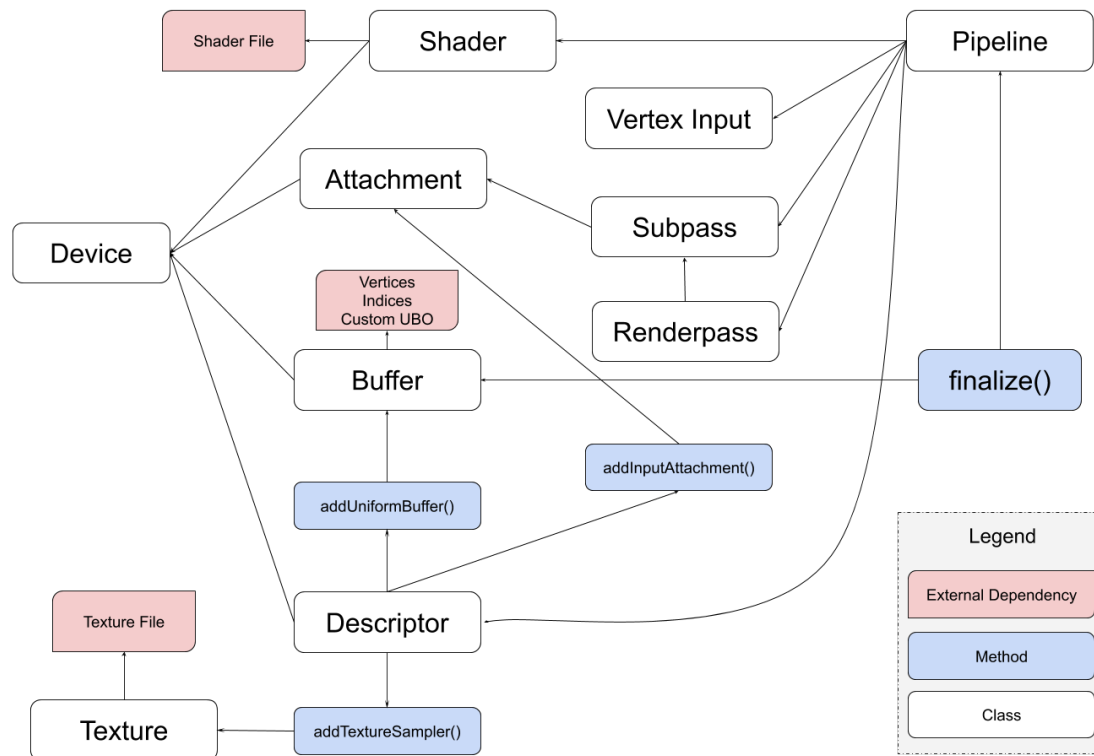 Shader File
Shader
Pipeline
Vertex Input
Attachment
Subpass
Device
Vertices
Indices
Custom UBO
Renderpass
Buffer
finalize()
addInputAttachment()
addUniformBuffer()
Legend
External Dependency
Texture File
Descriptor
Method
Texture
addTextureSampler()
Class